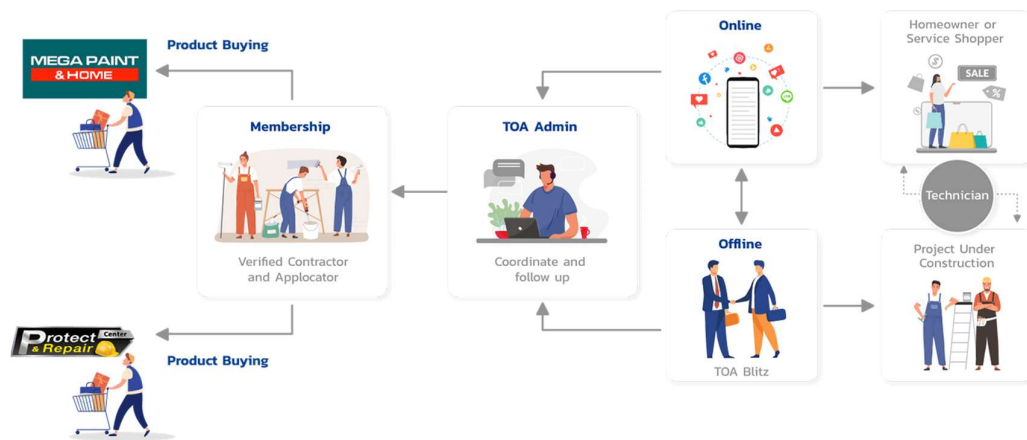 Product Buying
MEGA PAINT
& HOME
Membership
Verified Contractor
and Applocator
Protect
& Repair
Center
Product Buying
TOA Admin
Coordinate and
follow up
Online
Offline
TOA Blitz
Homeowner or
Service Shopper
SALE
%
$
Technician
Project Under
Construction